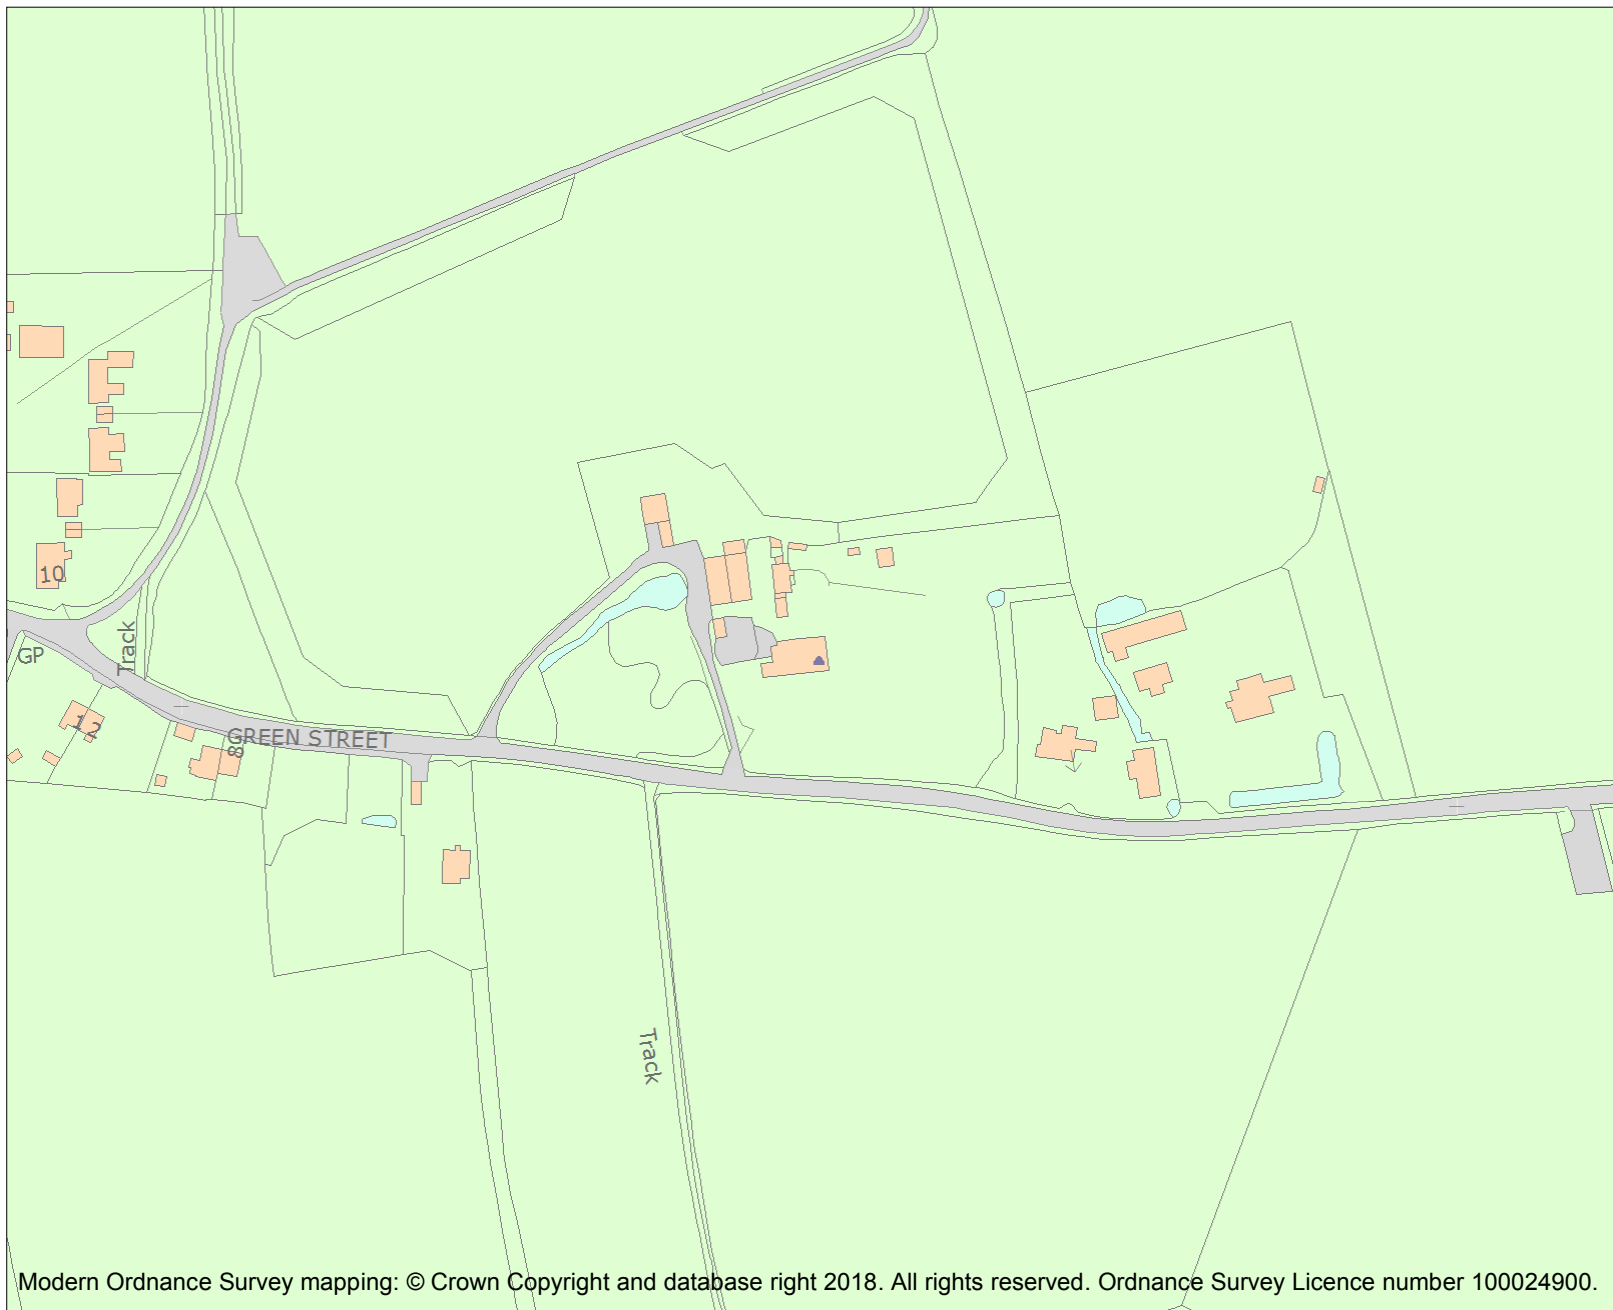 10
Track
GP
12
8
GREEN STREET
Track
Modern Ordnance Survey mapping: © Crown Copyright and database right 2018. All rights reserved. Ordnance Survey Licence number 100024900.